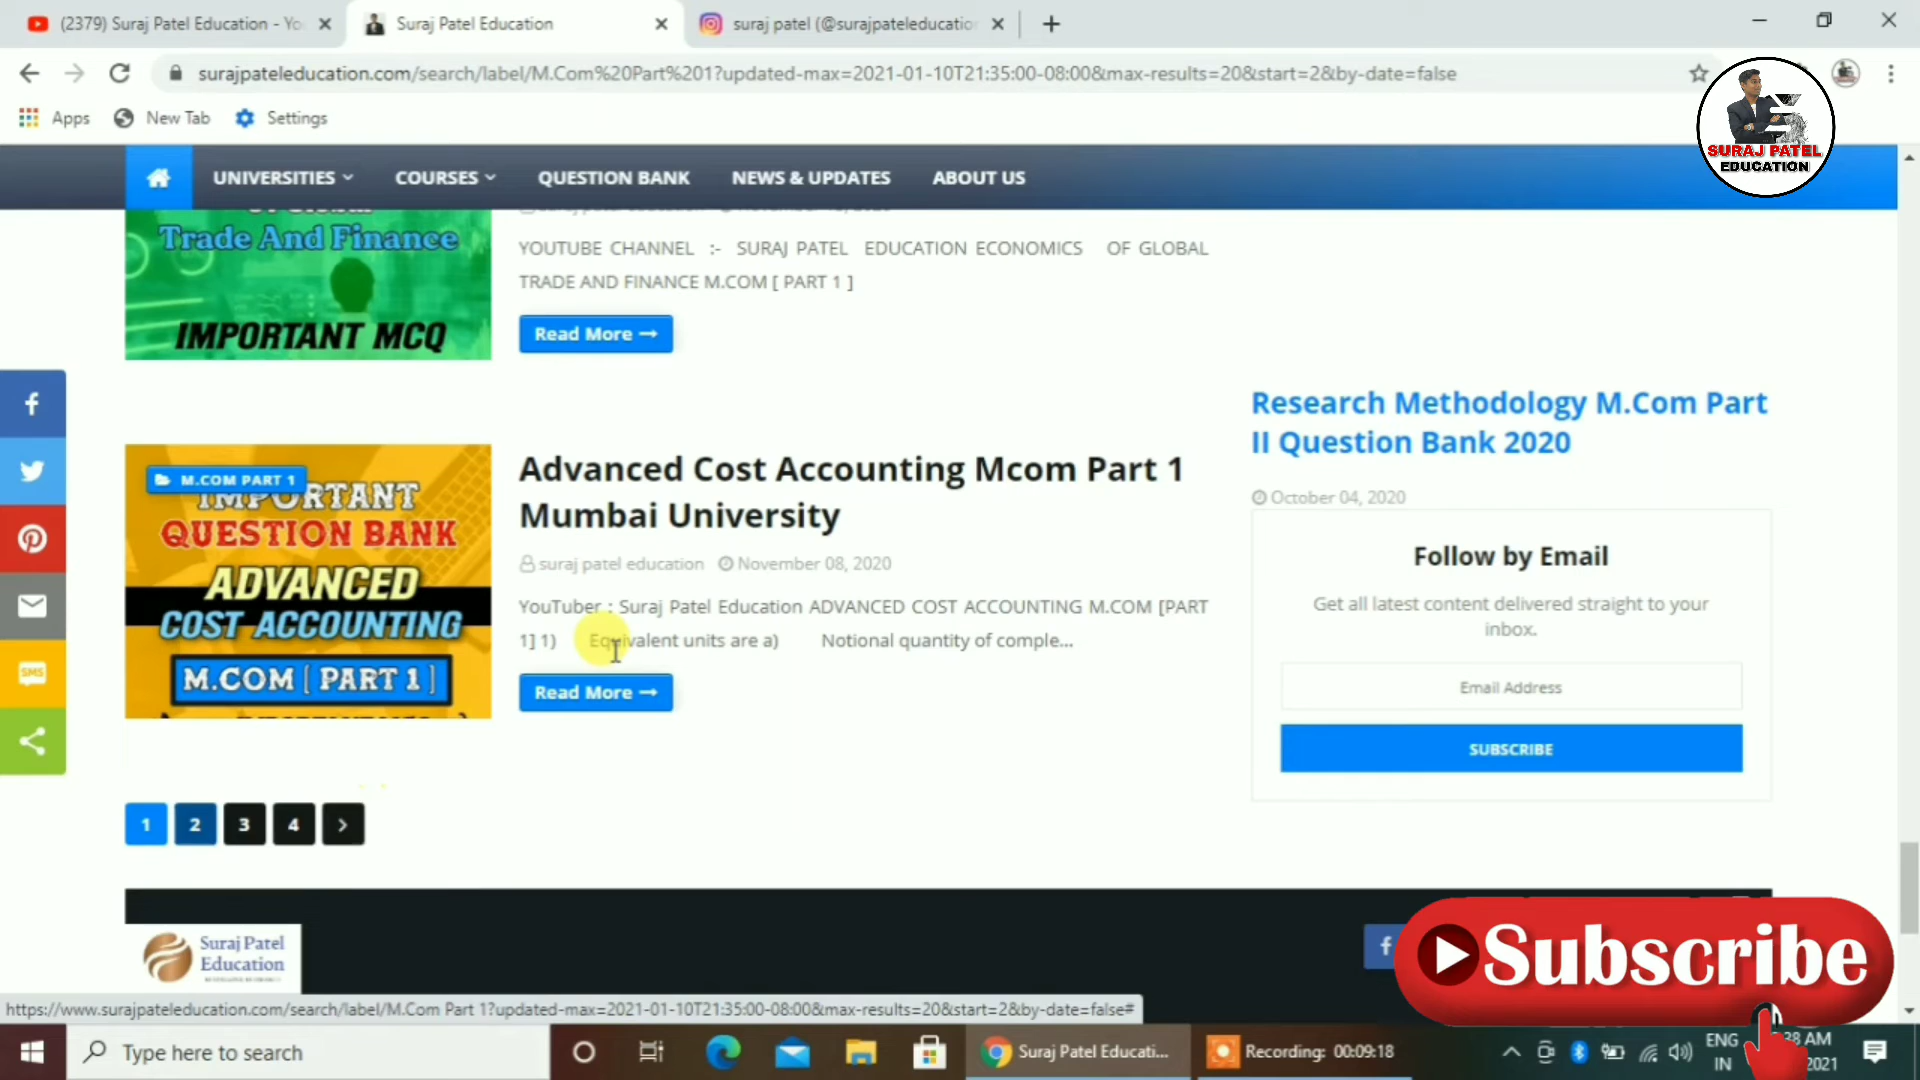 (2379) Suraj Patel Education - Yo
Suraj Patel Education
suraj patel (@surajpateleducation
surajpateleducation.com/search/label/M.Com%20Part%201?updated-max=2021-01-10T21:35:00-08:00&max-results=20&start=2&by-date=false
Apps
New Tab
Settings
SURAJ PATEL
EDUCATION
UNIVERSITIES
COURSES
QUESTION BANK
NEWS & UPDATES
ABOUT US
Trade And Finance
IMPORTANT MCQ
YOUTUBE CHANNEL :- SURAJ PATEL EDUCATION ECONOMICS OF GLOBAL
TRADE AND FINANCE M.COM [ PART 1 ]
Read More →
Research Methodology M.Com Part
II Question Bank 2020
October 04, 2020
M.COM PART 1
IMPORTANT
QUESTION BANK
ADVANCED
COST ACCOUNTING
M.COM [ PART 1 ]
Advanced Cost Accounting Mcom Part 1
Mumbai University
suraj patel education November 08, 2020
YouTuber : Suraj Patel Education ADVANCED COST ACCOUNTING M.COM [PART
1] 1) Equivalent units are a) Notional quantity of comple...
Read More →
Follow by Email
Get all latest content delivered straight to your
inbox.
Email Address
SUBSCRIBE
SMS
1 2 3 4
Suraj Patel
Education
Subscribe
https://www.surajpateleducation.com/search/label/M.Com Part 1?updated-max=2021-01-10T21:35:00-08:00&max-results=20&start=2&by-date=false#
Type here to search
Suraj Patel Educati...
Recording: 00:09:18
ENG
IN
38 AM
2021